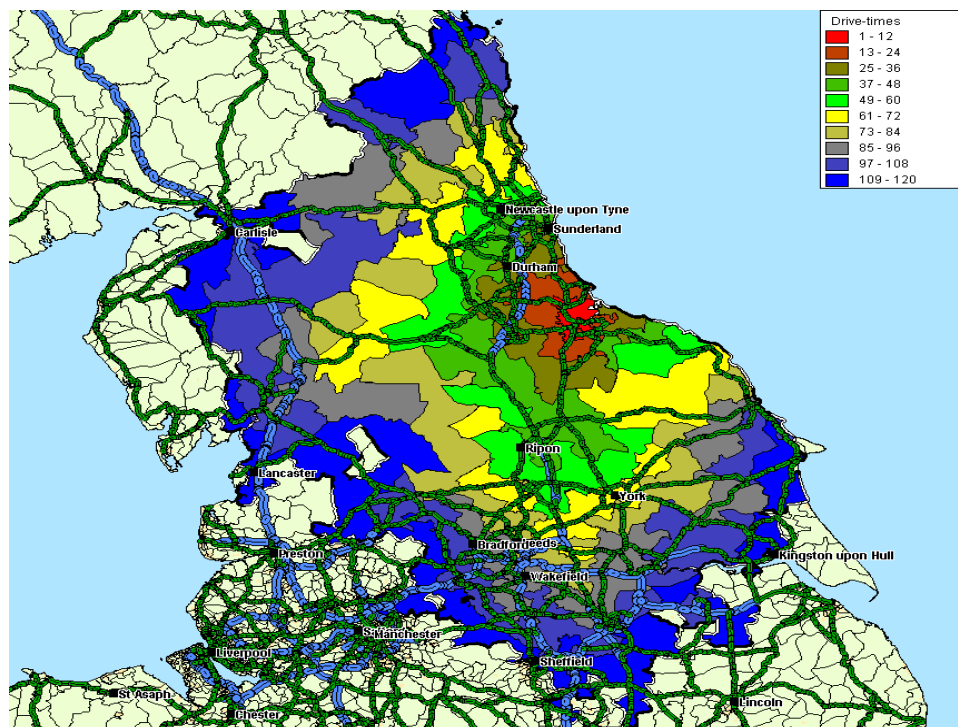 Drive-times
1 - 12
13 - 24
25 - 36
37 - 48
49 - 60
61 - 72
73 - 84
85 - 96
97 - 108
109 - 120
Newcastle upon Tyne
Sunderland
Carlisle
Durham
Ripon
Lancaster
York
Preston
Bradford
eeds
Kingston upon Hull
Wakefield
S
Manchester
Liverpool
Sheffield
St Asaph
Lincoln
Chester